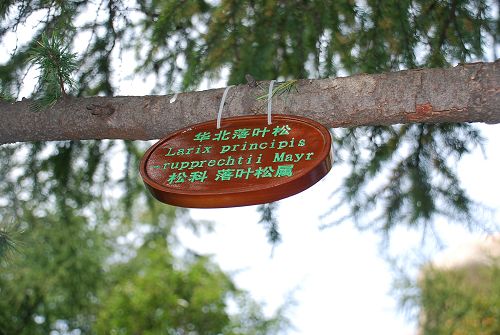 华北落叶松
Larix principis
-rupprechtii Mayr
松科 落叶松属